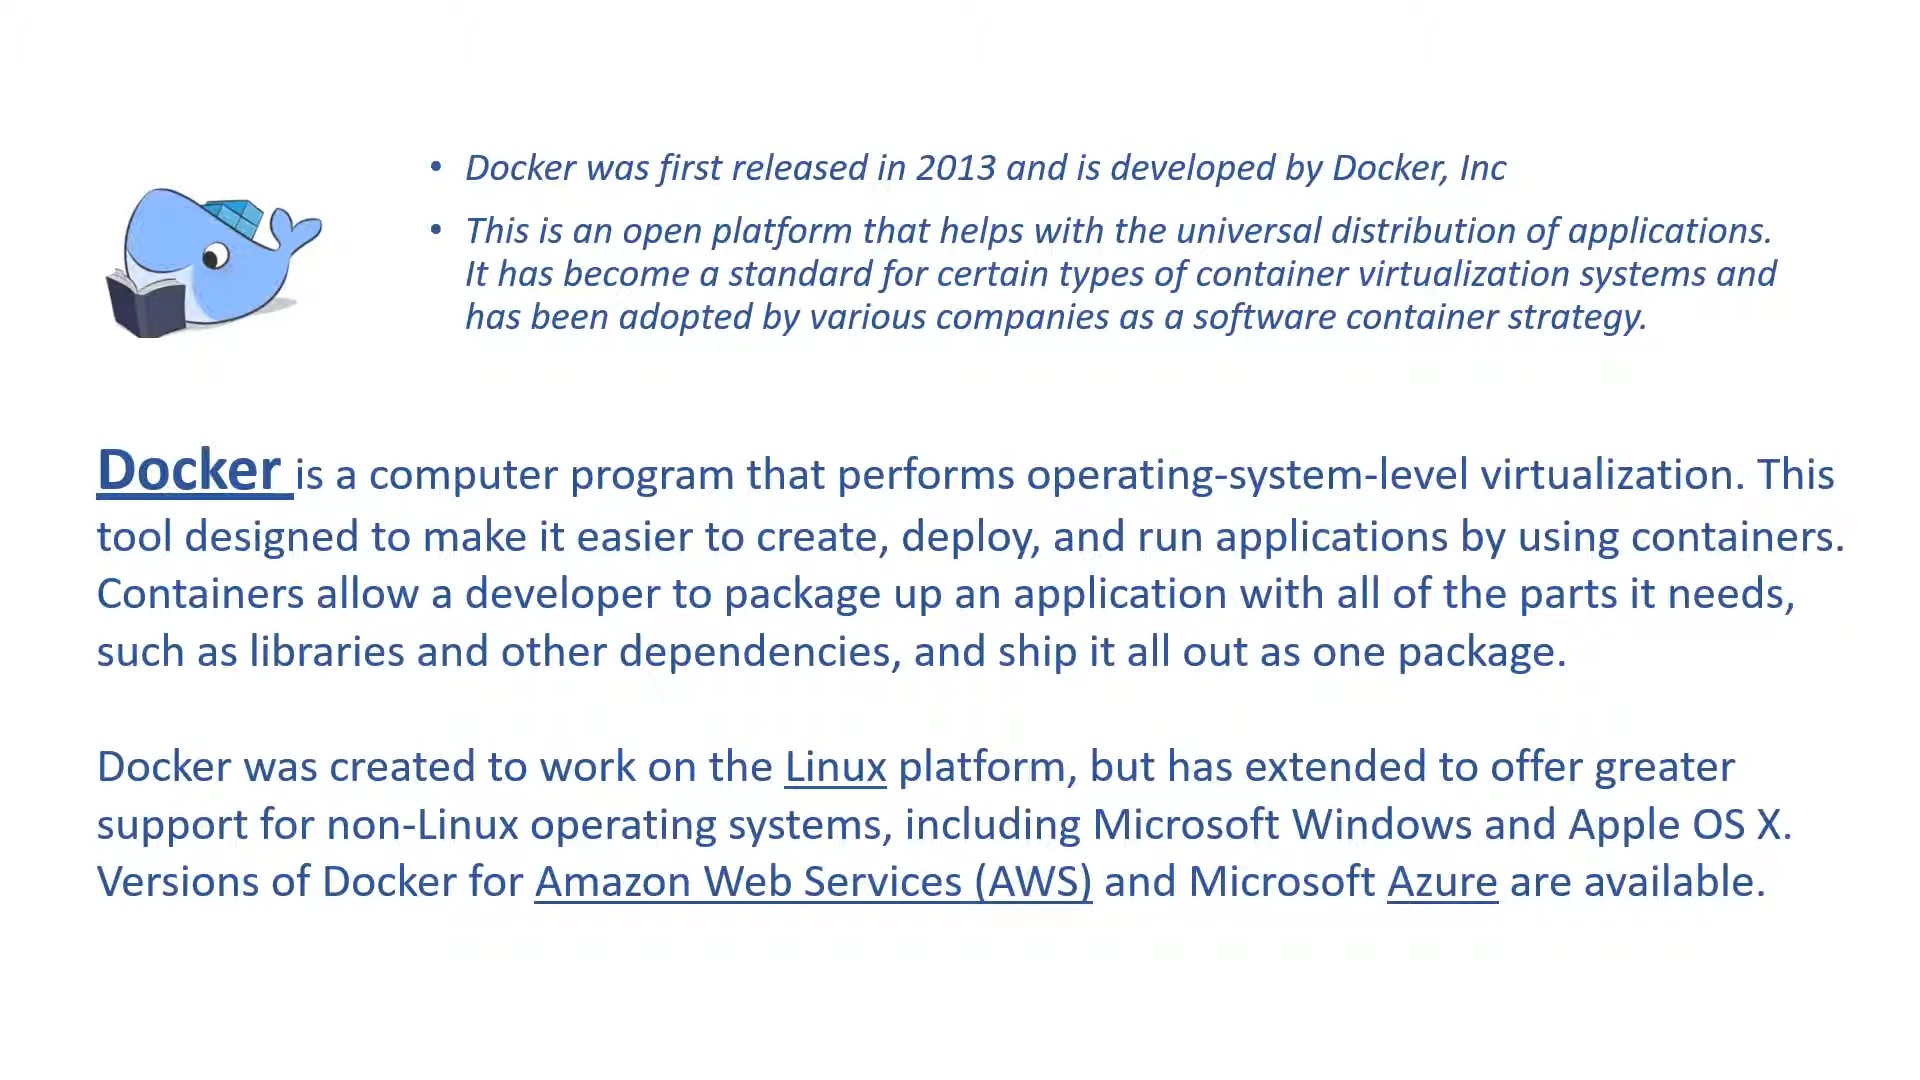 • Docker was first released in 2013 and is developed by Docker, Inc
• This is an open platform that helps with the universal distribution of applications.
It has become a standard for certain types of container virtualization systems and
has been adopted by various companies as a software container strategy.
Docker is a computer program that performs operating-system-level virtualization. This
tool designed to make it easier to create, deploy, and run applications by using containers.
Containers allow a developer to package up an application with all of the parts it needs,
such as libraries and other dependencies, and ship it all out as one package.
Docker was created to work on the Linux platform, but has extended to offer greater
support for non-Linux operating systems, including Microsoft Windows and Apple OS X.
Versions of Docker for Amazon Web Services (AWS) and Microsoft Azure are available.